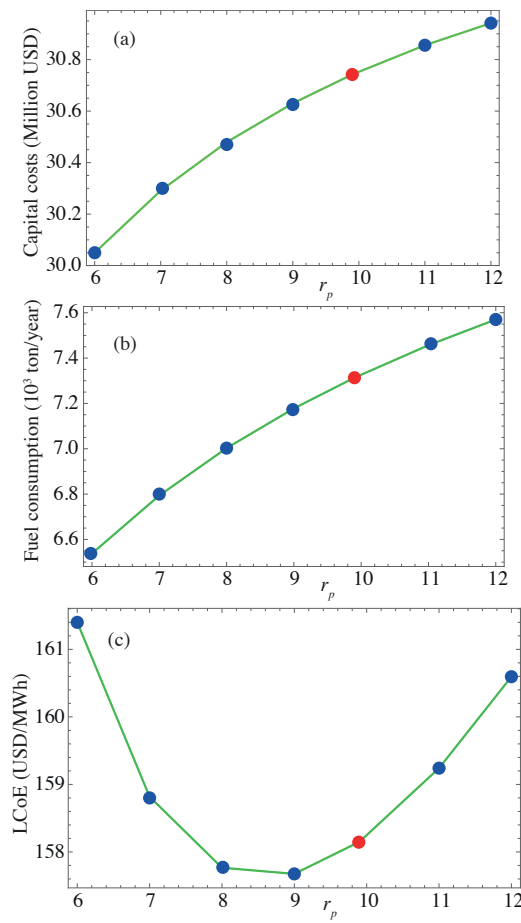 (a)
Capital costs (Million USD)
30.8
30.6
30.4
30.2
30.0
6 7 8 9 10 11 12
r_p
(b)
Fuel consumption (10³ ton/year)
7.6
7.4
7.2
7.0
6.8
6.6
6 7 8 9 10 11 12
r_p
(c)
LCoE (USD/MWh)
161
160
159
158
6 7 8 9 10 11 12
r_p